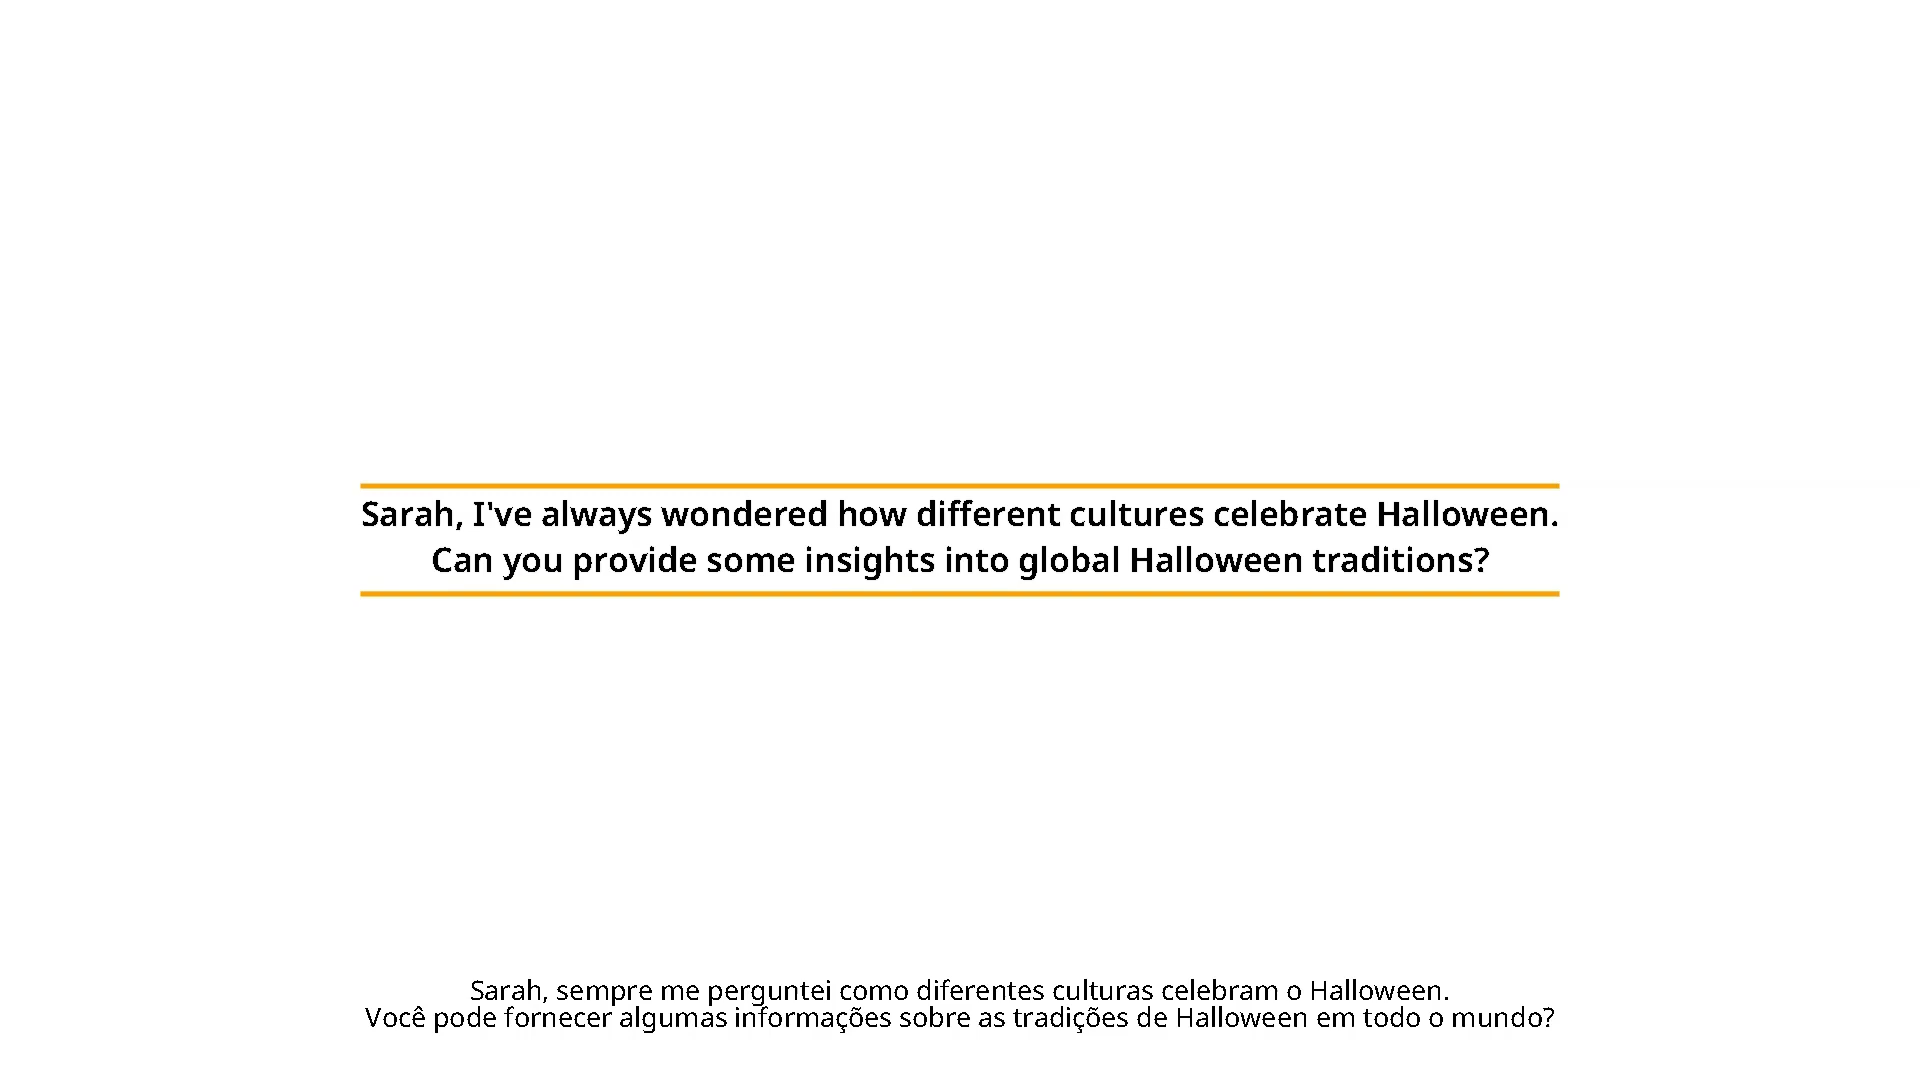 Sarah, I've always wondered how different cultures celebrate Halloween.
Can you provide some insights into global Halloween traditions?
Sarah, sempre me perguntei como diferentes culturas celebram o Halloween.
Você pode fornecer algumas informações sobre as tradições de Halloween em todo o mundo?